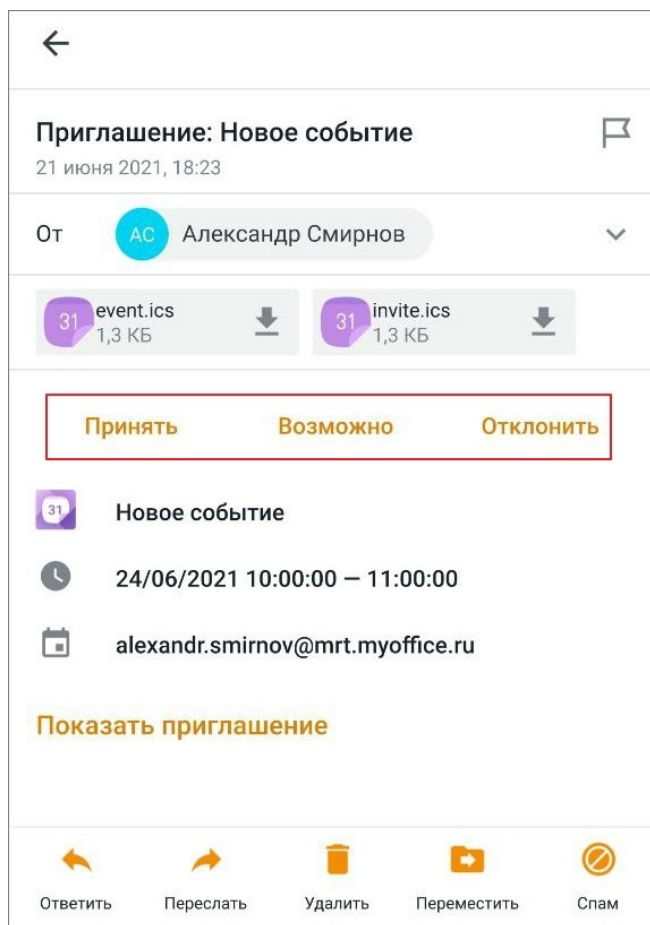 Приглашение: Новое событие
21 июня 2021, 18:23
От АС Александр Смирнов
31 event.ics 31 invite.ics
1,3 КБ 1,3 КБ
Принять Возможно Отклонить
31 Новое событие
24/06/2021 10:00:00 — 11:00:00
alexandr.smirnov@mrt.myoffice.ru
Показать приглашение
Ответить Переслать Удалить Переместить Спам